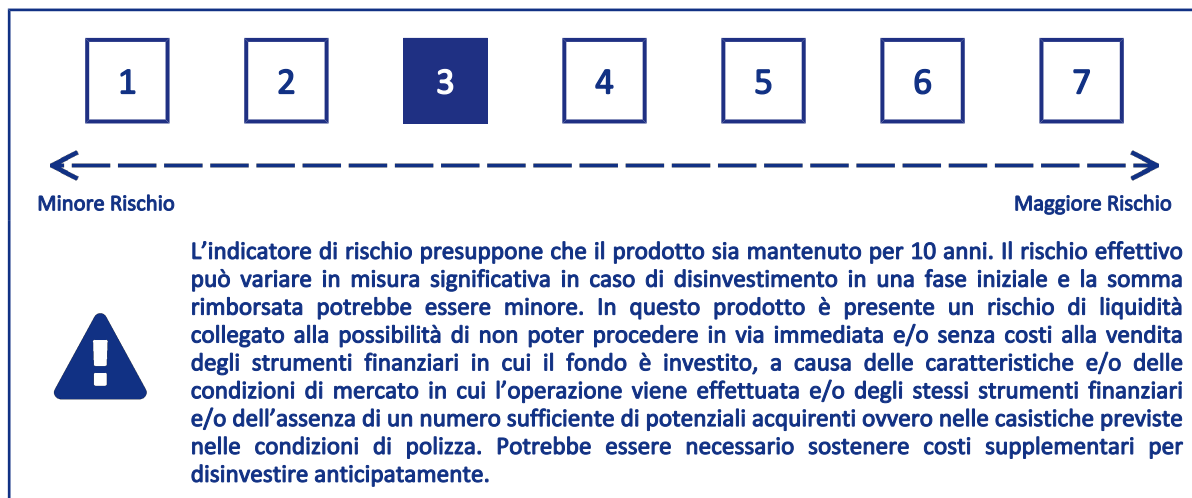 1 2 3 4 5 6 7
Minore Rischio Maggiore Rischio
L’indicatore di rischio presuppone che il prodotto sia mantenuto per 10 anni. Il rischio effettivo
può variare in misura significativa in caso di disinvestimento in una fase iniziale e la somma
rimborsata potrebbe essere minore. In questo prodotto è presente un rischio di liquidità
collegato alla possibilità di non poter procedere in via immediata e/o senza costi alla vendita
degli strumenti finanziari in cui il fondo è investito, a causa delle caratteristiche e/o delle
condizioni di mercato in cui l’operazione viene effettuata e/o degli stessi strumenti finanziari
e/o dell’assenza di un numero sufficiente di potenziali acquirenti ovvero nelle casistiche previste
nelle condizioni di polizza. Potrebbe essere necessario sostenere costi supplementari per
disinvestire anticipatamente.